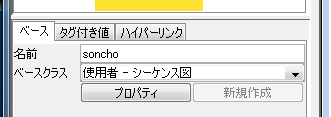 ベース タグ付き値 ハイパーリンク
名前 soncho
ベースクラス 使用者 - シーケンス図
プロパティ 新規作成